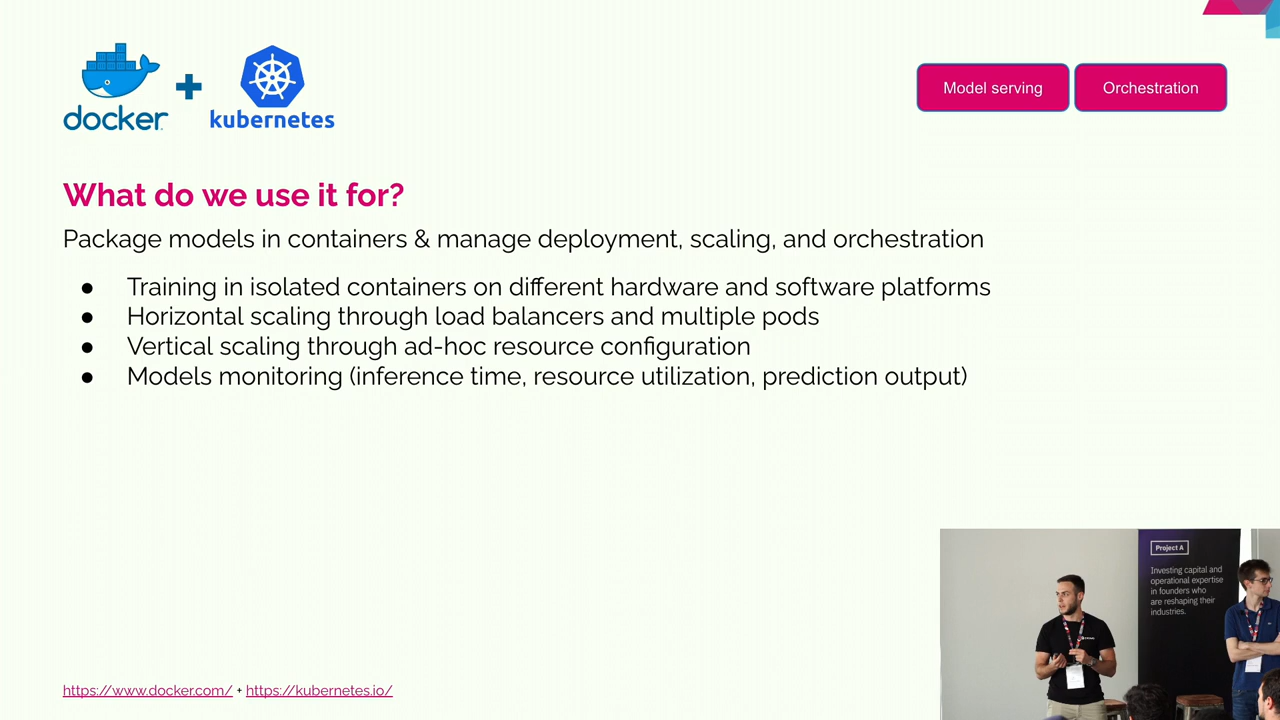 docker
kubernetes
Model serving
Orchestration
What do we use it for?
Package models in containers & manage deployment, scaling, and orchestration
● Training in isolated containers on different hardware and software platforms
● Horizontal scaling through load balancers and multiple pods
● Vertical scaling through ad-hoc resource configuration
● Models monitoring (inference time, resource utilization, prediction output)
Project A
Investing capital and
operational expertise
in founders who
are reshaping their
industries.
https://www.docker.com/ + https://kubernetes.io/